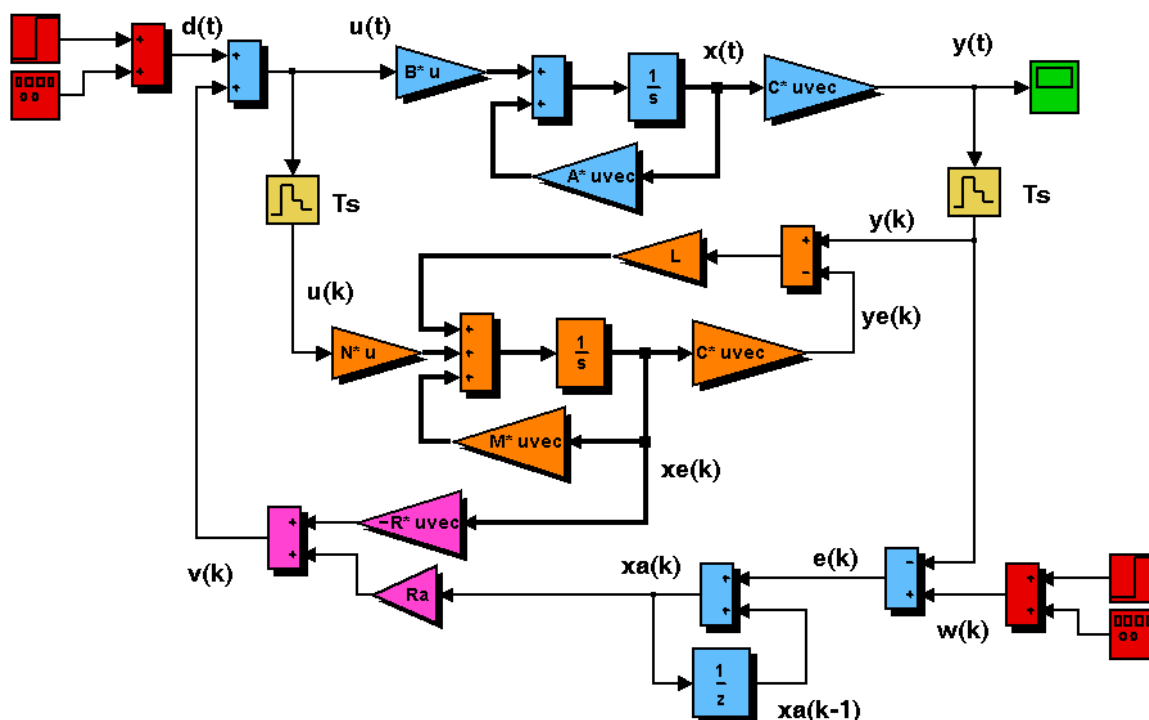 d(t)
u(t)
x(t)
y(t)
+
+
+
+
B* u
+
+
1
s
C* uvec
A* uvec
Ts
Ts
y(k)
L
+
−
u(k)
ye(k)
N* u
+
+
+
1
s
C* uvec
M* uvec
xe(k)
−R* uvec
+
+
v(k)
Ra
xa(k)
e(k)
+
+
−
+
w(k)
+
+
1
z
xa(k-1)